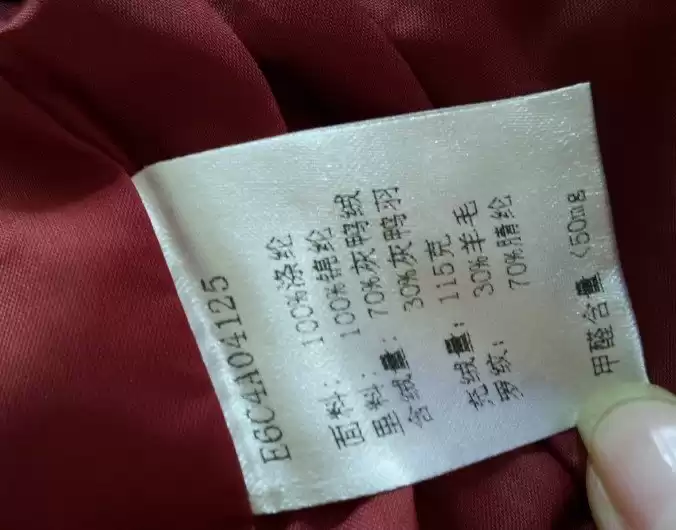 E6C4A04125
面料： 100%涤纶
里料： 100%锦纶
含绒量： 70%灰鸭绒
30%灰鸭羽
充绒量： 115克
罗纹： 30%羊毛
70%腈纶
甲醛含量 <50mg